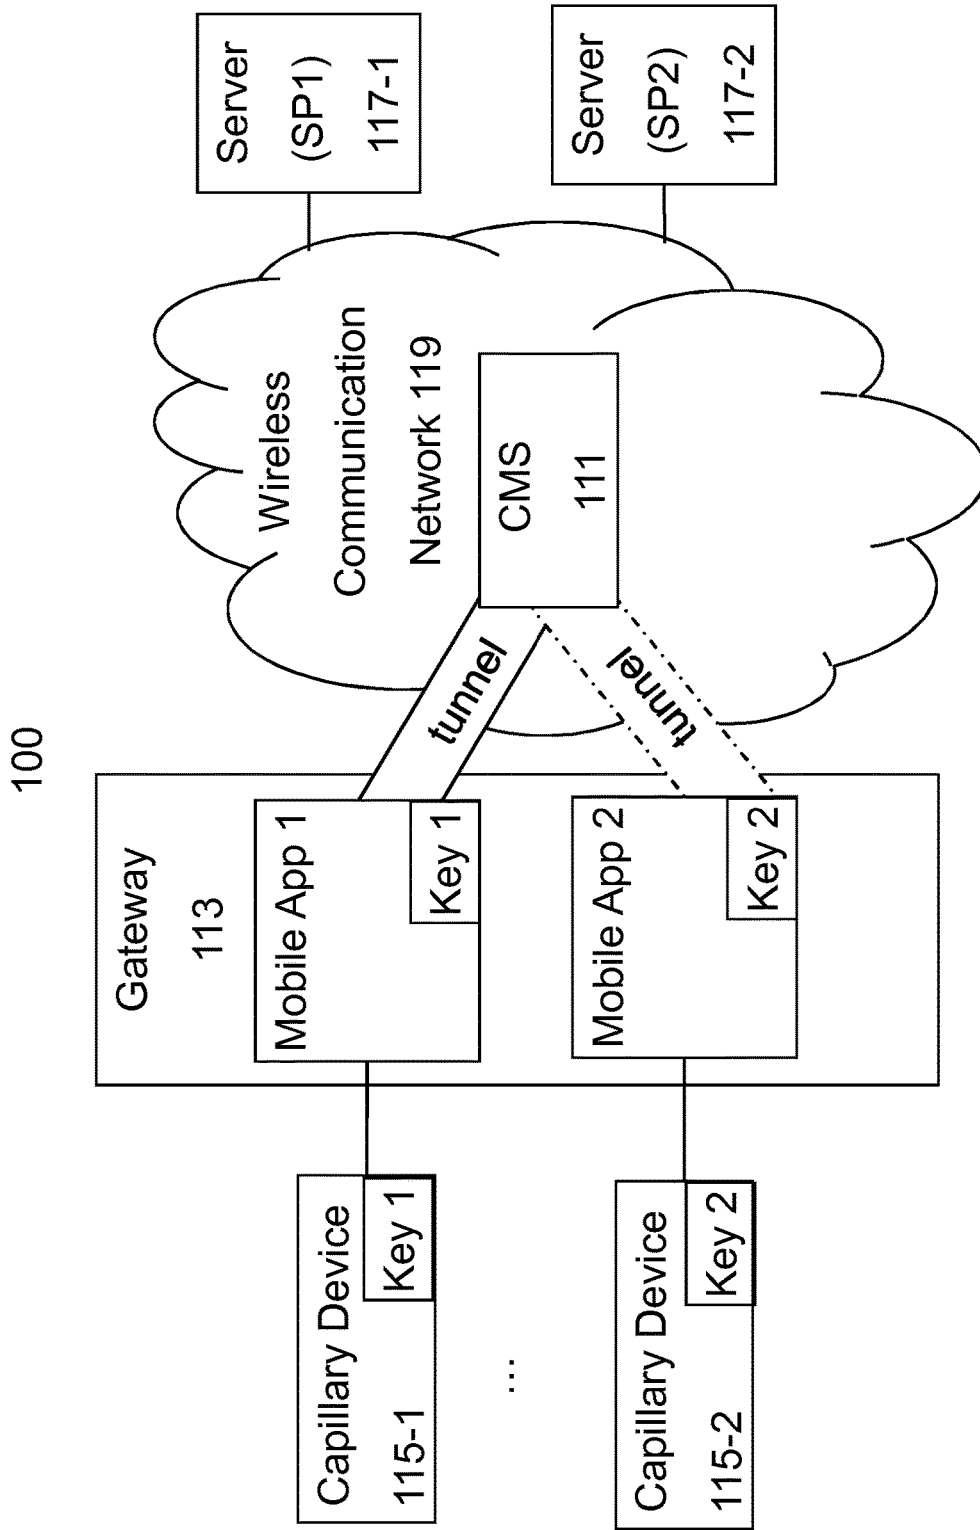 100
Gateway
113
Mobile App 1
Key 1
Mobile App 2
Key 2
Capillary Device
115-1
Key 1
...
Capillary Device
115-2
Key 2
tunnel
tunnel
Wireless
Communication
Network 119
CMS
111
Server
(SP1)
117-1
Server
(SP2)
117-2